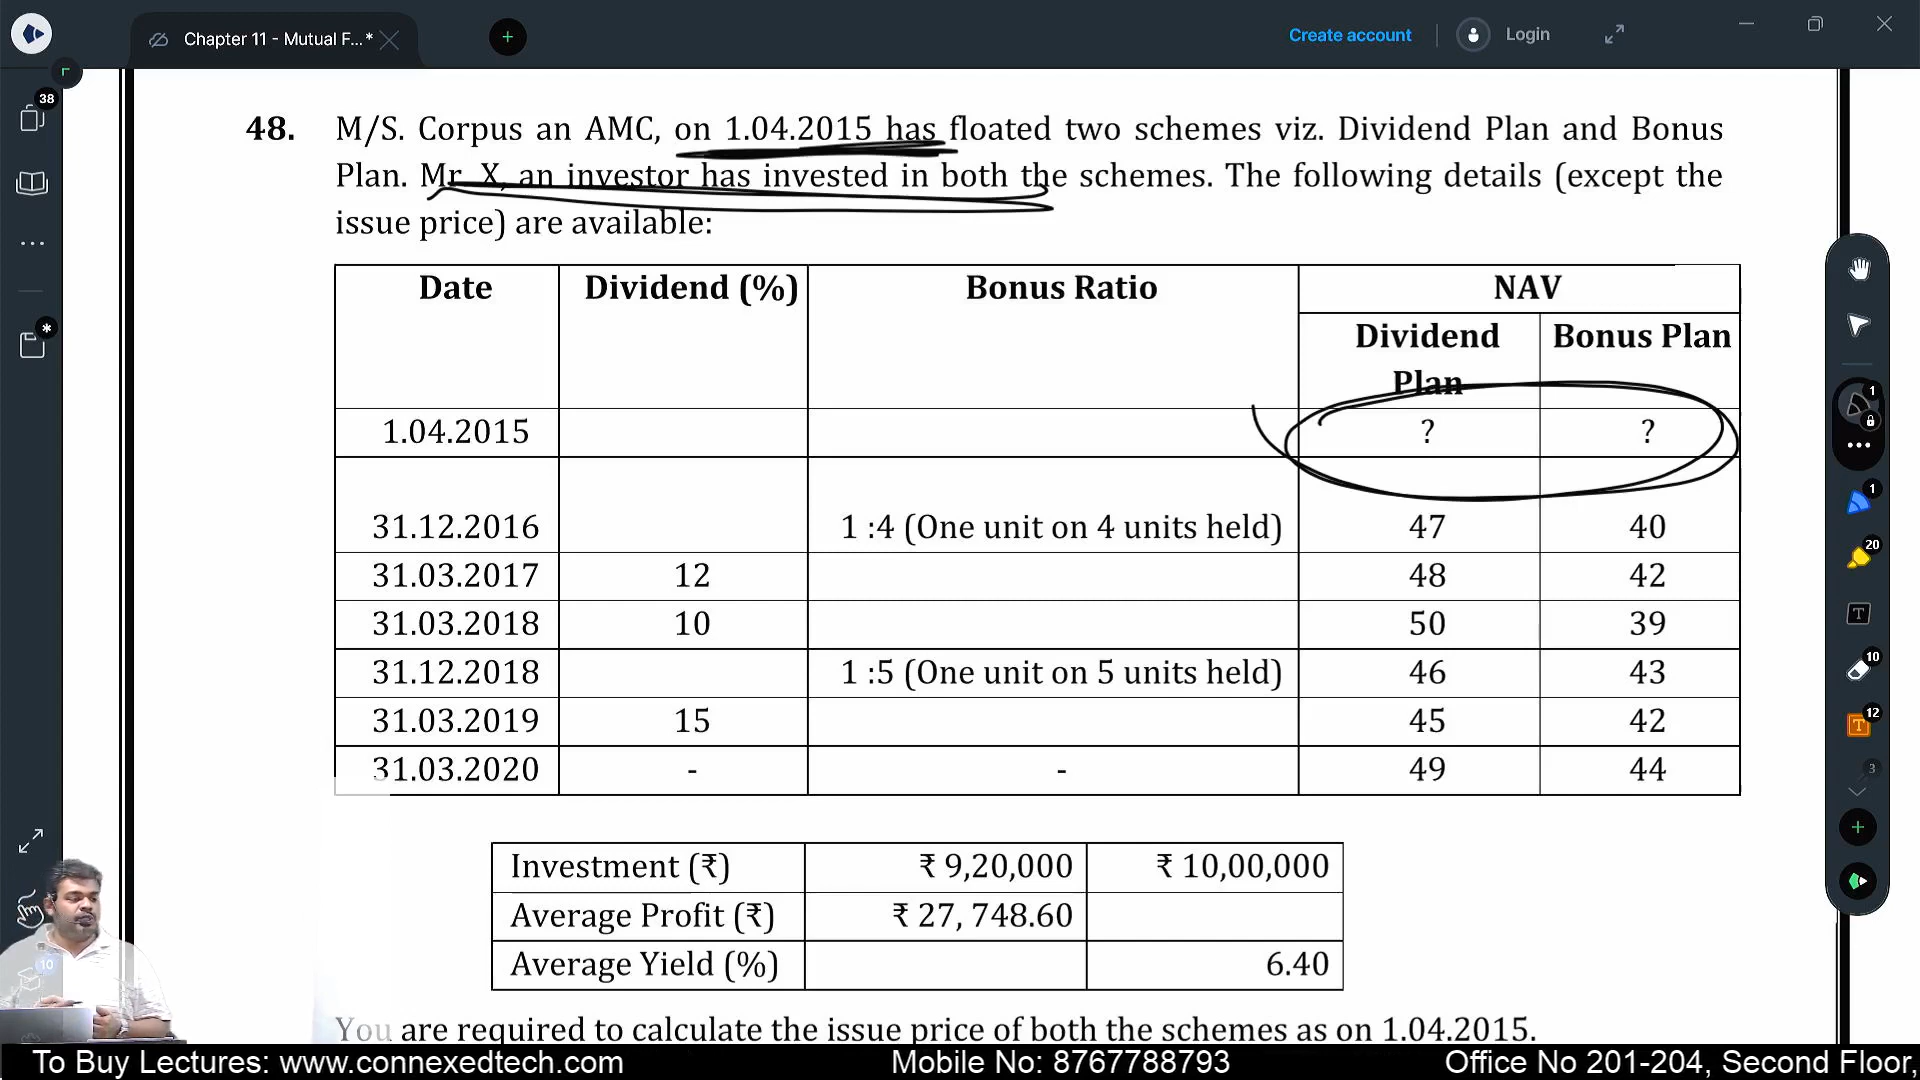 Chapter 11 - Mutual F...*
Create account
Login
38
48. M/S. Corpus an AMC, on 1.04.2015 has floated two schemes viz. Dividend Plan and Bonus
Plan. Mr. X, an investor has invested in both the schemes. The following details (except the
issue price) are available:
Date Dividend (%) Bonus Ratio NAV
Dividend Plan Bonus Plan
1.04.2015 ? ?
31.12.2016 1 :4 (One unit on 4 units held) 47 40
31.03.2017 12 48 42
31.03.2018 10 50 39
31.12.2018 1 :5 (One unit on 5 units held) 46 43
31.03.2019 15 45 42
31.03.2020 - - 49 44
Investment (₹) ₹ 9,20,000 ₹ 10,00,000
Average Profit (₹) ₹ 27, 748.60
Average Yield (%) 6.40
You are required to calculate the issue price of both the schemes as on 1.04.2015.
1
1
20
T
10
T 12
3
10
To Buy Lectures: www.connexedtech.com Mobile No: 8767788793 Office No 201-204, Second Floor,